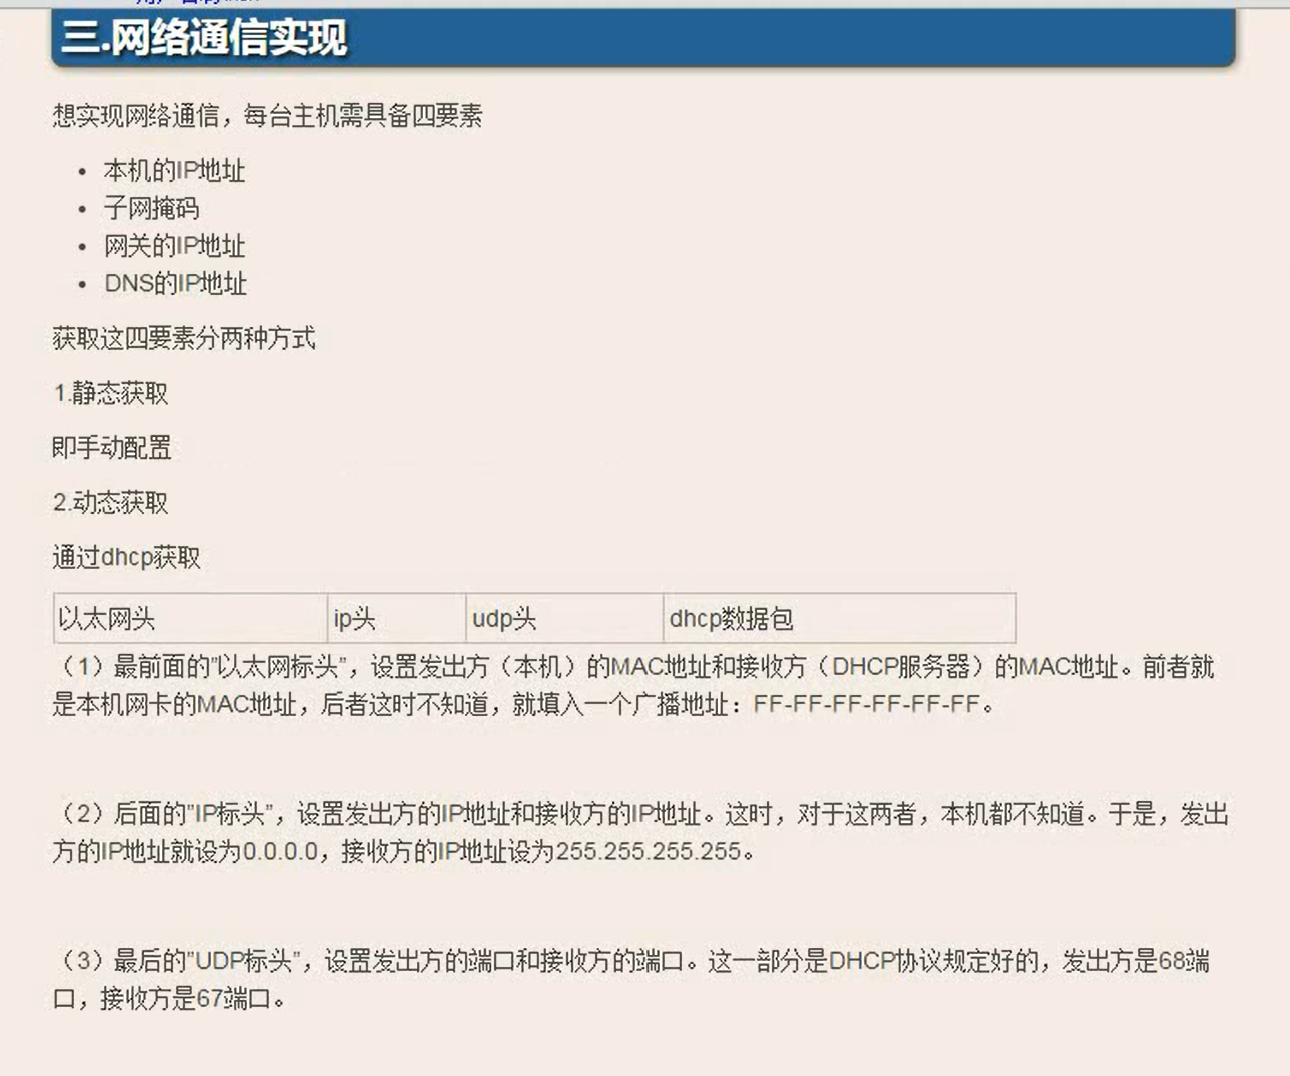 三.网络通信实现
想实现网络通信，每台主机需具备四要素
• 本机的IP地址
• 子网掩码
• 网关的IP地址
• DNS的IP地址
获取这四要素分两种方式
1.静态获取
即手动配置
2.动态获取
通过dhcp获取
以太网头 ip头 udp头 dhcp数据包
（1）最前面的”以太网标头”，设置发出方（本机）的MAC地址和接收方（DHCP服务器）的MAC地址。前者就
是本机网卡的MAC地址，后者这时不知道，就填入一个广播地址：FF-FF-FF-FF-FF-FF。
（2）后面的”IP标头”，设置发出方的IP地址和接收方的IP地址。这时，对于这两者，本机都不知道。于是，发出
方的IP地址就设为0.0.0.0，接收方的IP地址设为255.255.255.255。
（3）最后的”UDP标头”，设置发出方的端口和接收方的端口。这一部分是DHCP协议规定好的，发出方是68端
口，接收方是67端口。